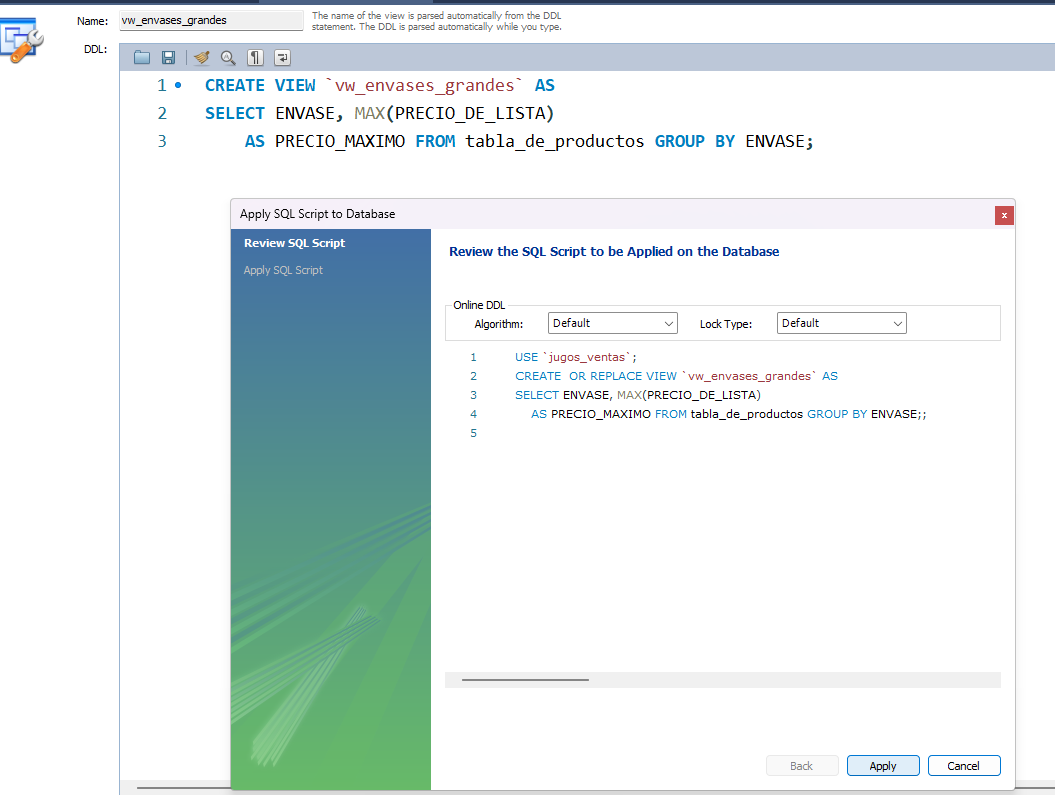 Name: vw_envases_grandes
The name of the view is parsed automatically from the DDL
statement. The DDL is parsed automatically while you type.
DDL:
1 CREATE VIEW `vw_envases_grandes` AS
2 SELECT ENVASE, MAX(PRECIO_DE_LISTA)
3 AS PRECIO_MAXIMO FROM tabla_de_productos GROUP BY ENVASE;
Apply SQL Script to Database
x
Review SQL Script
Apply SQL Script
Review the SQL Script to be Applied on the Database
Online DDL
Algorithm: Default Lock Type: Default
1 USE `jugos_ventas`;
2 CREATE  OR REPLACE VIEW `vw_envases_grandes` AS
3 SELECT ENVASE, MAX(PRECIO_DE_LISTA)
4 AS PRECIO_MAXIMO FROM tabla_de_productos GROUP BY ENVASE;;
5
Back Apply Cancel